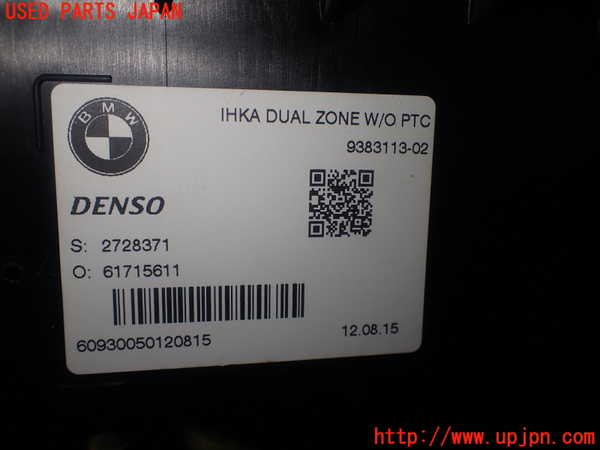 USED PARTS JAPAN
BMW
IHKA DUAL ZONE W/O PTC
9383113-02
DENSO
S: 2728371
O: 61715611
60930050120815
12.08.15
http://www.upjpn.com/